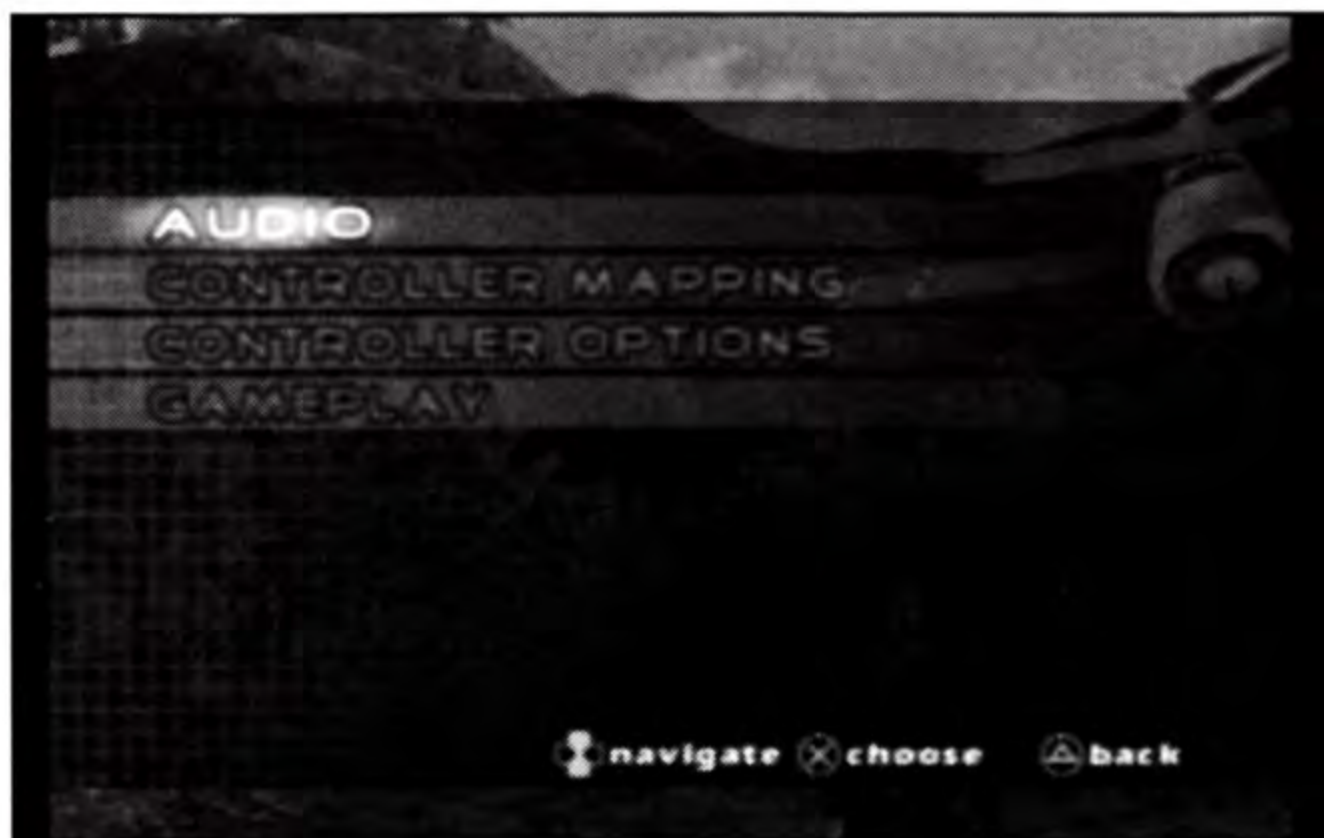 AUDIO
CONTROLLER MAPPING
CONTROLLER OPTIONS
GAMEPLAY
navigate choose back